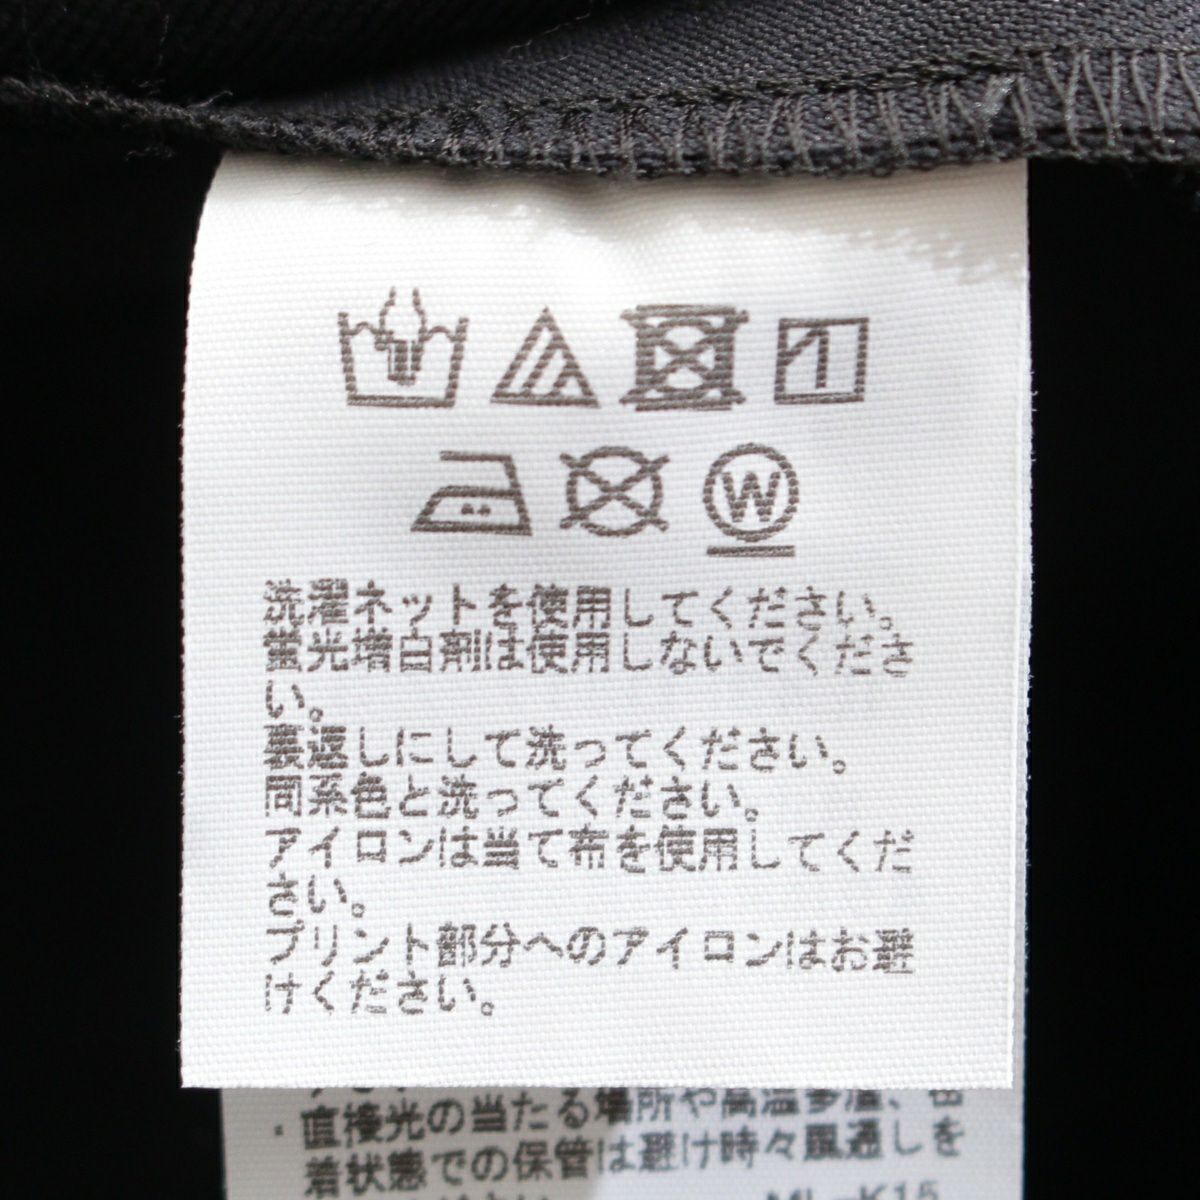 W
洗濯ネットを使用してください。
蛍光増白剤は使用しないでくださ
い。
裏返しにして洗ってください。
同系色と洗ってください。
アイロンは当て布を使用してくだ
さい。
プリント部分へのアイロンはお避
けください。
・直接光の当たる場所や高温多湿、
着状態での保管は避け時々風通しを